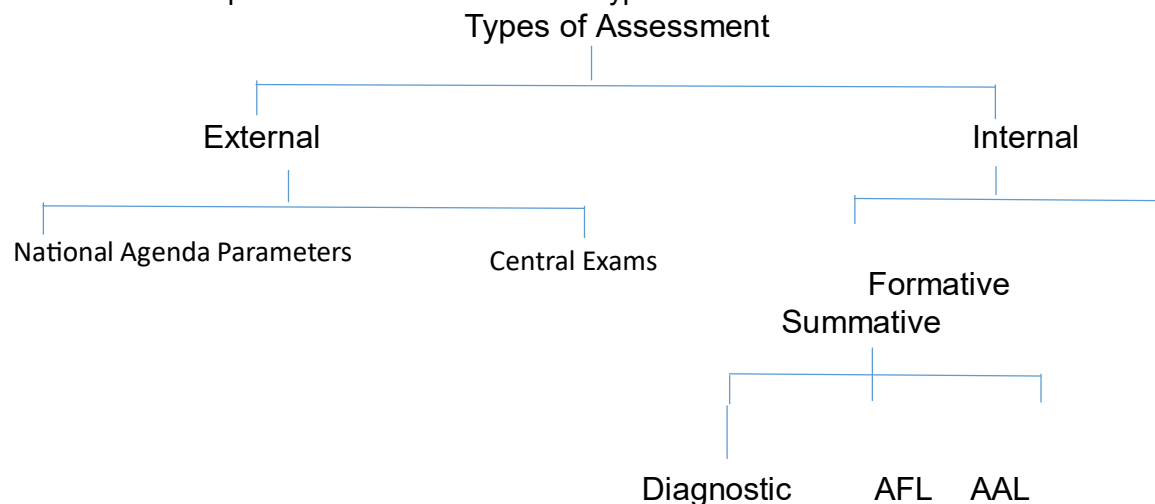 Types of Assessment
External Internal
National Agenda Parameters Central Exams
Formative
Summative
Diagnostic AFL AAL